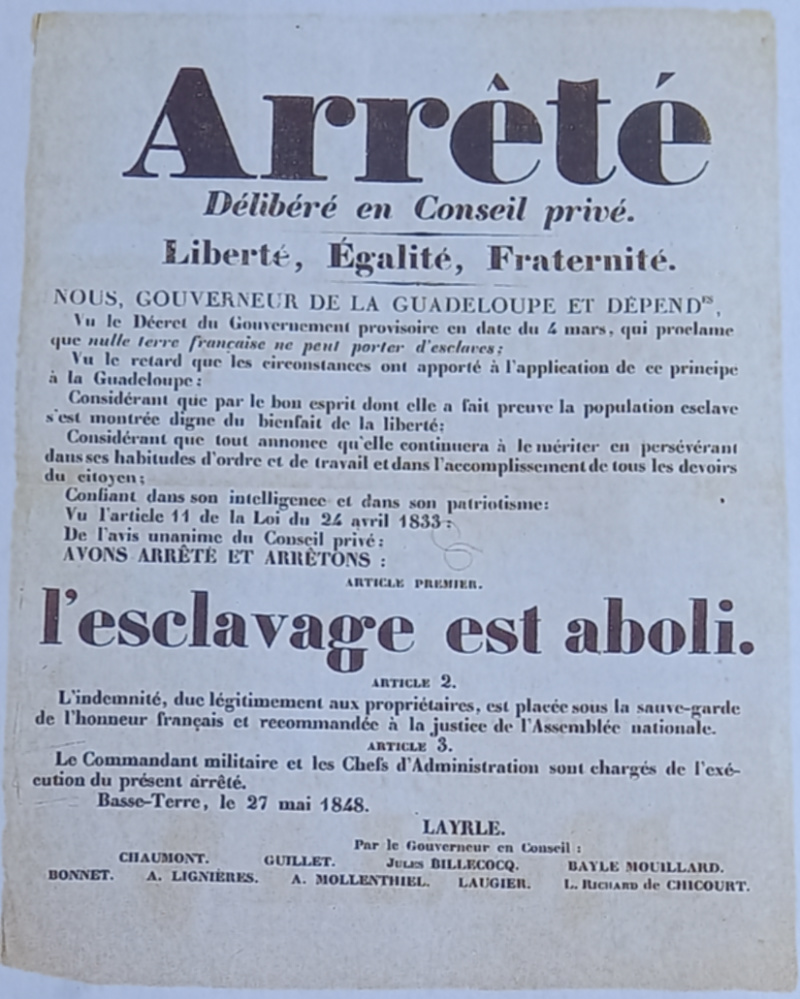 Arrêté
Délibéré en Conseil privé.
Liberté, Égalité, Fraternité.
NOUS, GOUVERNEUR DE LA GUADELOUPE ET DÉPENDES,
Vu le Décret du Gouvernement provisoire en date du 4 mars, qui proclame
que nulle terre française ne peut porter d'esclaves;
Vu le retard que les circonstances ont apporté à l'application de ce principe
à la Guadeloupe;
Considérant que par le bon esprit dont elle a fait preuve la population esclave
s'est montrée digne du bienfait de la liberté;
Considérant que tout annonce qu'elle continuera à le mériter en persévérant
dans ses habitudes d'ordre et de travail et dans l'accomplissement de tous les devoirs
du citoyen;
Confiant dans son intelligence et dans son patriotisme;
Vu l'article 11 de la Loi du 24 avril 1833;
De l'avis unanime du Conseil privé;
AVONS ARRÊTÉ ET ARRÊTONS :
ARTICLE PREMIER.
l'esclavage est aboli.
ARTICLE 2.
L'indemnité, due légitimement aux propriétaires, est placée sous la sauve-garde
de l'honneur français et recommandée à la justice de l'Assemblée nationale.
ARTICLE 3.
Le Commandant militaire et les Chefs d'Administration sont chargés de l'exé-
cution du présent arrêté.
Basse-Terre, le 27 mai 1848.
LAYRLE.
Par le Gouverneur en Conseil :
CHAUMONT. GUILLET. JULES BILLECOCQ. BAYLE MOUILLARD.
BONNET. A. LIGNIÈRES. A. MOLLENTHIEL. LAUGIER. L. RICHARD de CHICOURT.